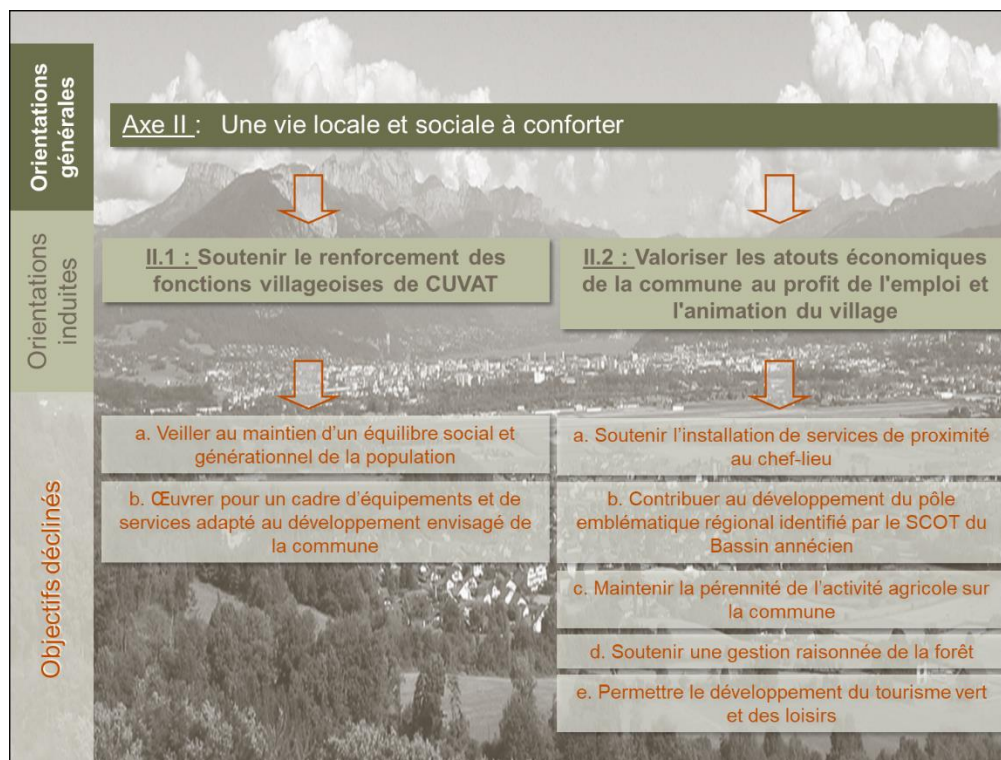 Orientations
générales
Axe II : Une vie locale et sociale à conforter
Orientations
induites
II.1 : Soutenir le renforcement des
fonctions villageoises de CUVAT
II.2 : Valoriser les atouts économiques
de la commune au profit de l'emploi et
l'animation du village
Objectifs déclinés
a. Veiller au maintien d'un équilibre social et
générationnel de la population
b. Œuvrer pour un cadre d'équipements et de
services adapté au développement envisagé de
la commune
a. Soutenir l'installation de services de proximité
au chef-lieu
b. Contribuer au développement du pôle
emblématique régional identifié par le SCOT du
Bassin annécien
c. Maintenir la pérennité de l'activité agricole sur
la commune
d. Soutenir une gestion raisonnée de la forêt
e. Permettre le développement du tourisme vert
et des loisirs